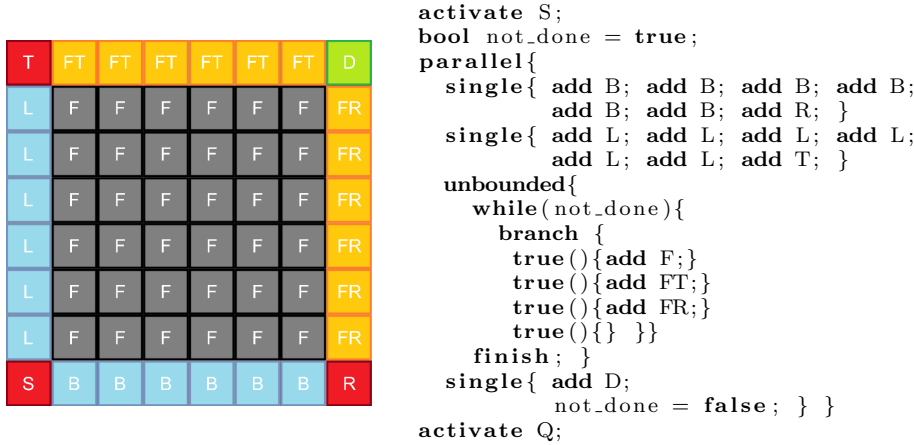 T FT FT FT FT FT FT D
L F F F F F F FR
L F F F F F F FR
L F F F F F F FR
L F F F F F F FR
L F F F F F F FR
L F F F F F F FR
S B B B B B B R
activate S;
bool not_done = true;
parallel{
single{ add B; add B; add B; add B;
add B; add B; add R; }
single{ add L; add L; add L; add L;
add L; add L; add T; }
unbounded{
while(not_done){
branch {
true(){add F;}
true(){add FT;}
true(){add FR;}
true(){} }}
finish; }
single{ add D;
not_done = false; } }
activate Q;